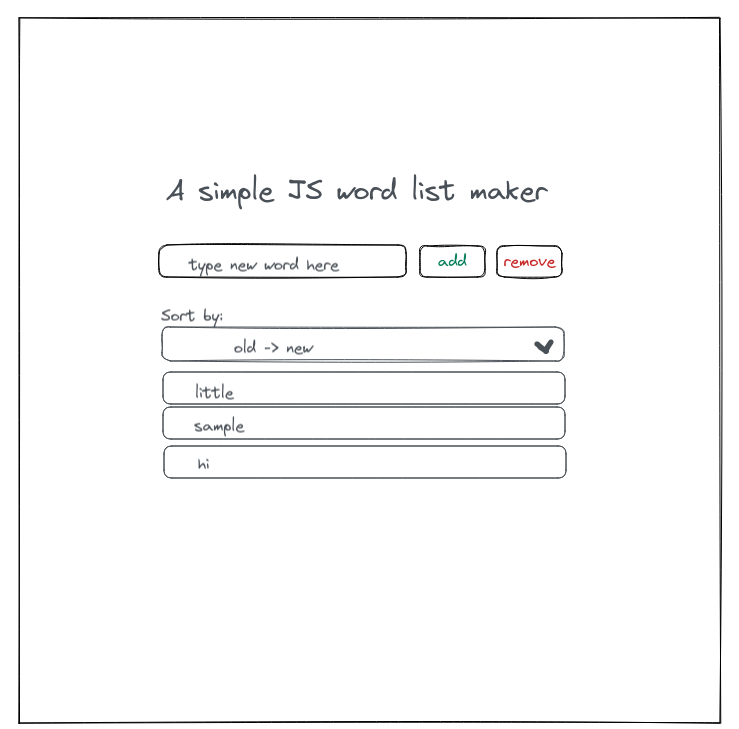 A simple JS word list maker
type new word here
add
remove
Sort by:
old -> new
little
sample
hi